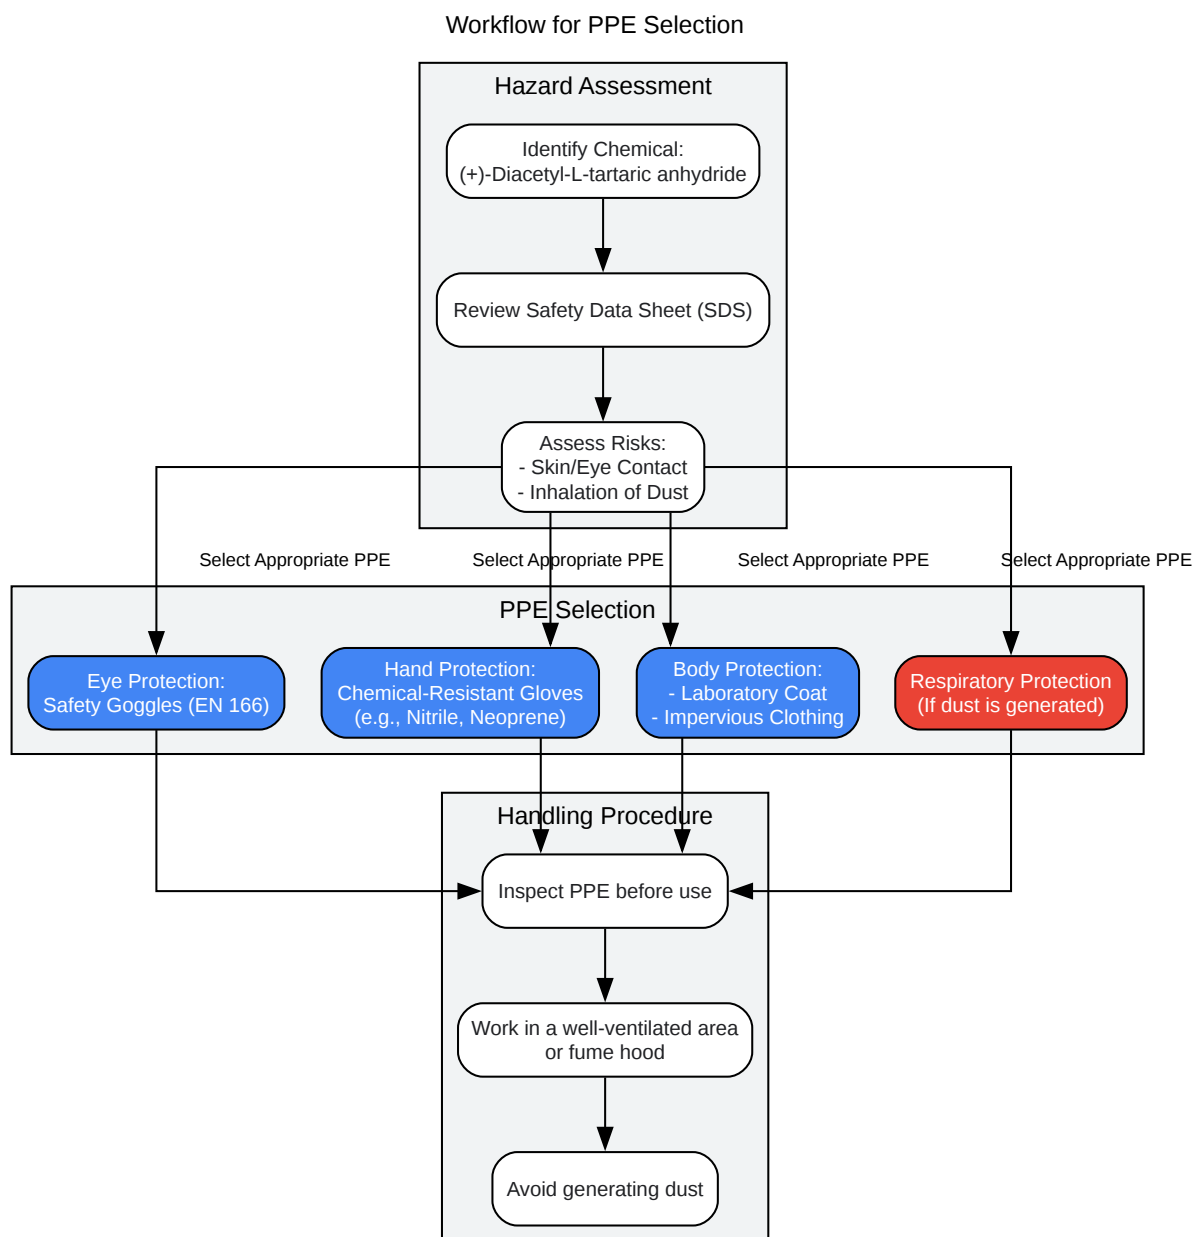 Workflow for PPE Selection
Hazard Assessment
Identify Chemical:
(+)-Diacetyl-L-tartaric anhydride
Review Safety Data Sheet (SDS)
Assess Risks:
- Skin/Eye Contact
- Inhalation of Dust
Select Appropriate PPE
Select Appropriate PPE
Select Appropriate PPE
Select Appropriate PPE
PPE Selection
Eye Protection:
Safety Goggles (EN 166)
Hand Protection:
Chemical-Resistant Gloves
(e.g., Nitrile, Neoprene)
Body Protection:
- Laboratory Coat
- Impervious Clothing
Respiratory Protection
(If dust is generated)
Handling Procedure
Inspect PPE before use
Work in a well-ventilated area
or fume hood
Avoid generating dust